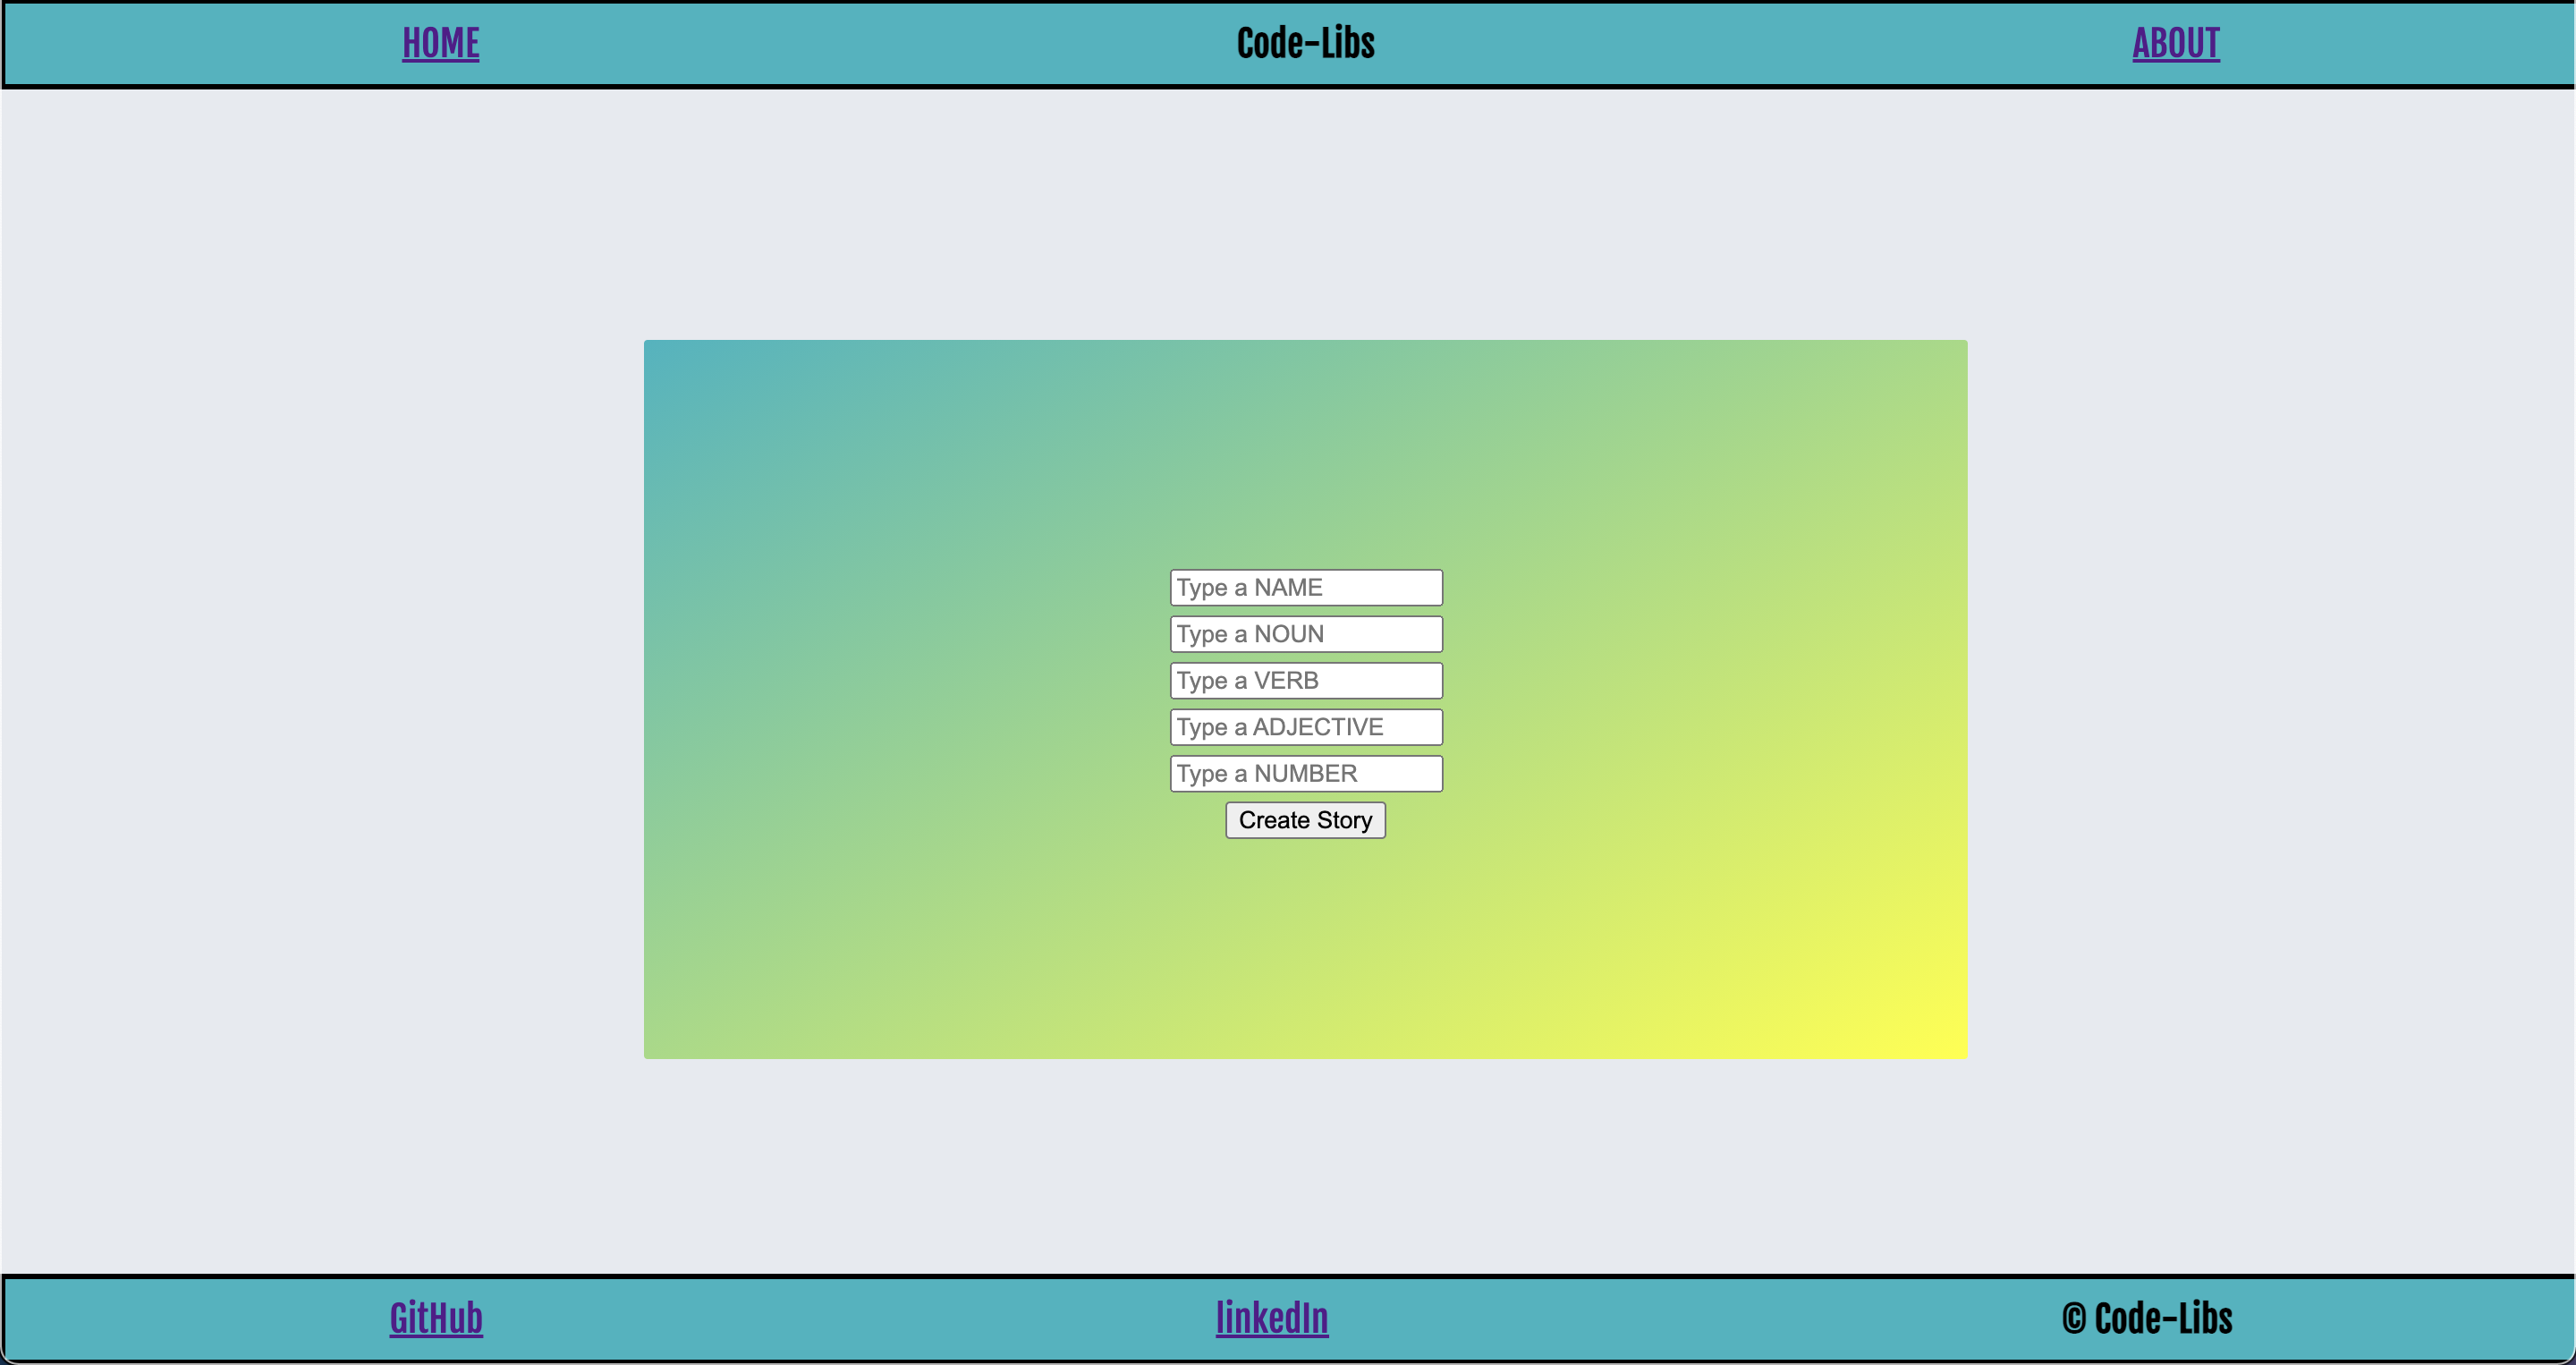 HOME Code-Libs ABOUT
Type a NAME
Type a NOUN
Type a VERB
Type a ADJECTIVE
Type a NUMBER
Create Story
GitHub linkedIn © Code-Libs